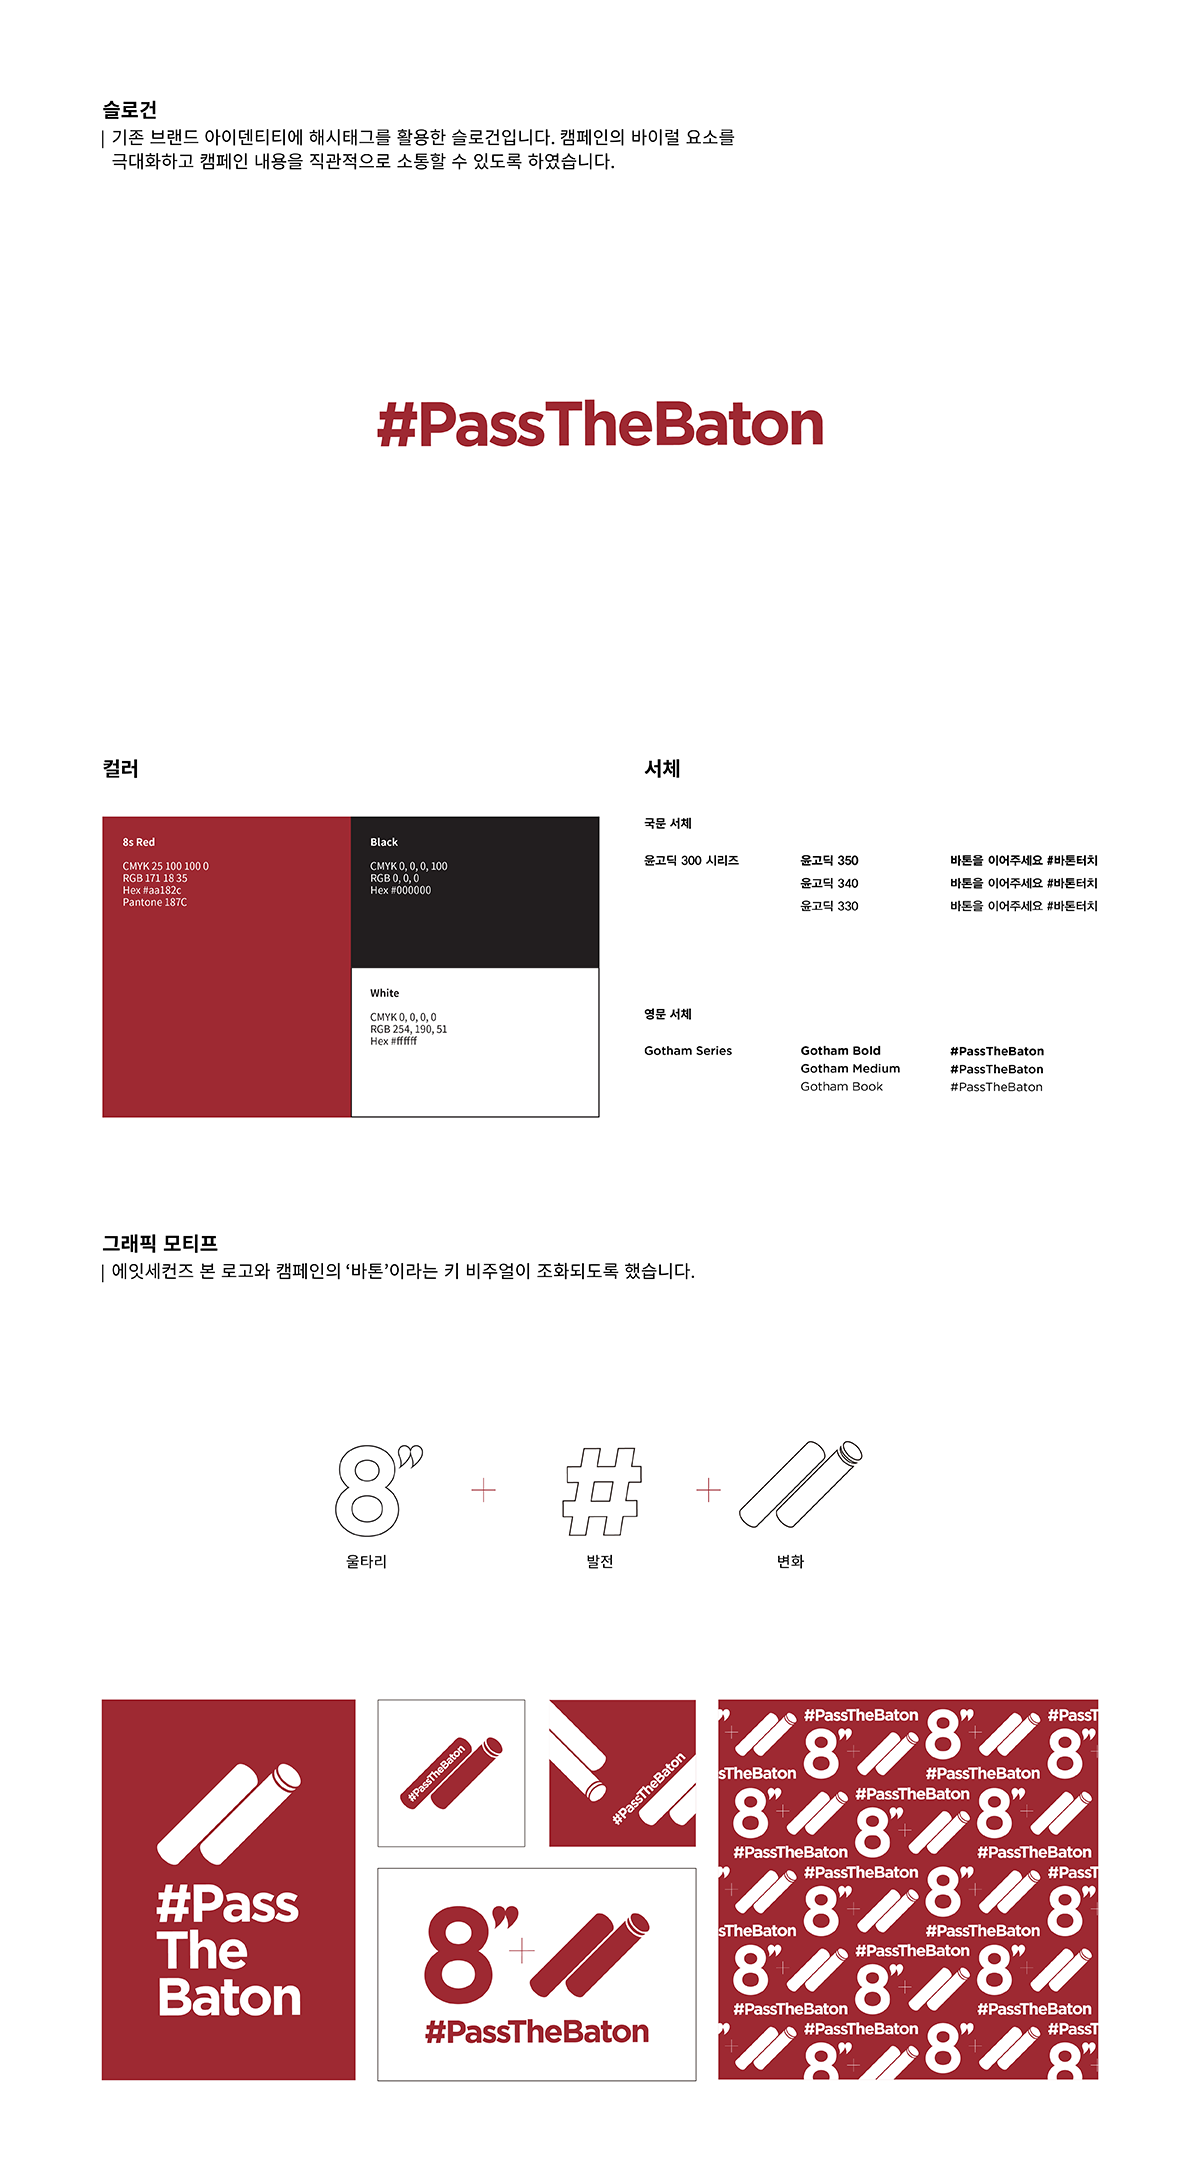 슬로건
기존 브랜드 아이덴티티에 해시태그를 활용한 슬로건입니다. 캠페인의 바이럴 요소를
극대화하고 캠페인 내용을 직관적으로 소통할 수 있도록 하였습니다.
#PassTheBaton
컬러
8s Red
CMYK 25 100 100 0
RGB 171 18 35
Hex #aa182c
Pantone 187C
Black
CMYK 0, 0, 0, 100
RGB 0, 0, 0
Hex #000000
White
CMYK 0, 0, 0, 0
RGB 254, 190, 51
Hex #ffffff
서체
국문 서체
윤고딕 300 시리즈 윤고딕 350 바톤을 이어주세요 #바톤터치
윤고딕 340 바톤을 이어주세요 #바톤터치
윤고딕 330 바톤을 이어주세요 #바톤터치
영문 서체
Gotham Series Gotham Bold #PassTheBaton
Gotham Medium #PassTheBaton
Gotham Book #PassTheBaton
그래픽 모티프
에잇세컨즈 본 로고와 캠페인의 ‘바톤’이라는 키 비주얼이 조화되도록 했습니다.
8” + # +
울타리 발전 변화
#Pass
The
Baton
#PassTheBaton
#PassTheBaton
8” +
#PassTheBaton
#PassTheBaton #PassT
8” + 8” + 8”
sTheBaton #PassTheBaton
#PassTheBaton
8” + 8” + 8” +
#PassTheBaton #PassTheBaton
#PassTheBaton #PassT
8” + 8” + 8”
sTheBaton #PassTheBaton
#PassTheBaton
8” + 8” + 8” +
#PassTheBaton #PassTheBaton
#PassTheBaton #PassT
8” + 8” + 8”